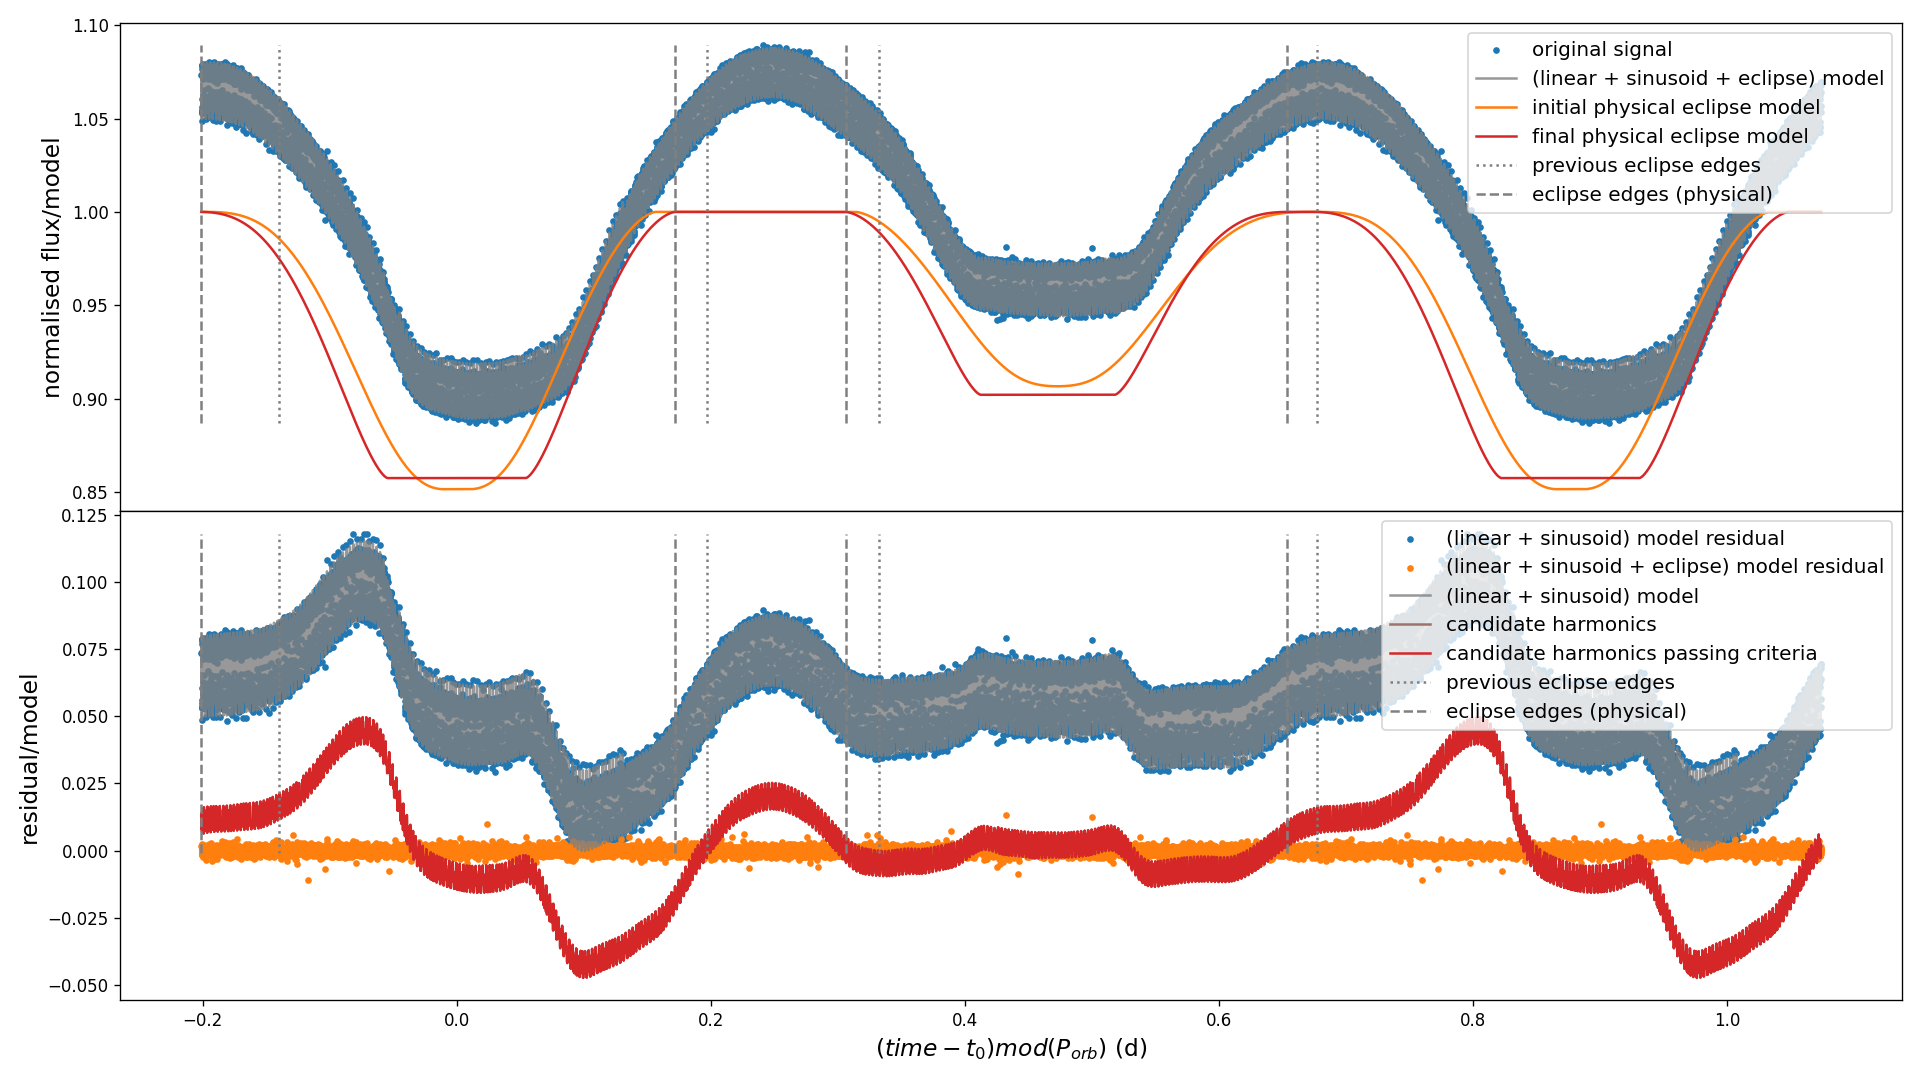 1.10
1.05
1.00
0.95
0.90
0.85
normalised flux/model
original signal
(linear + sinusoid + eclipse) model
initial physical eclipse model
final physical eclipse model
previous eclipse edges
eclipse edges (physical)
0.125
0.100
0.075
0.050
0.025
0.000
−0.025
−0.050
residual/model
(linear + sinusoid) model residual
(linear + sinusoid + eclipse) model residual
(linear + sinusoid) model
candidate harmonics
candidate harmonics passing criteria
previous eclipse edges
eclipse edges (physical)
−0.2 0.0 0.2 0.4 0.6 0.8 1.0
(time − t0)mod(Porb) (d)